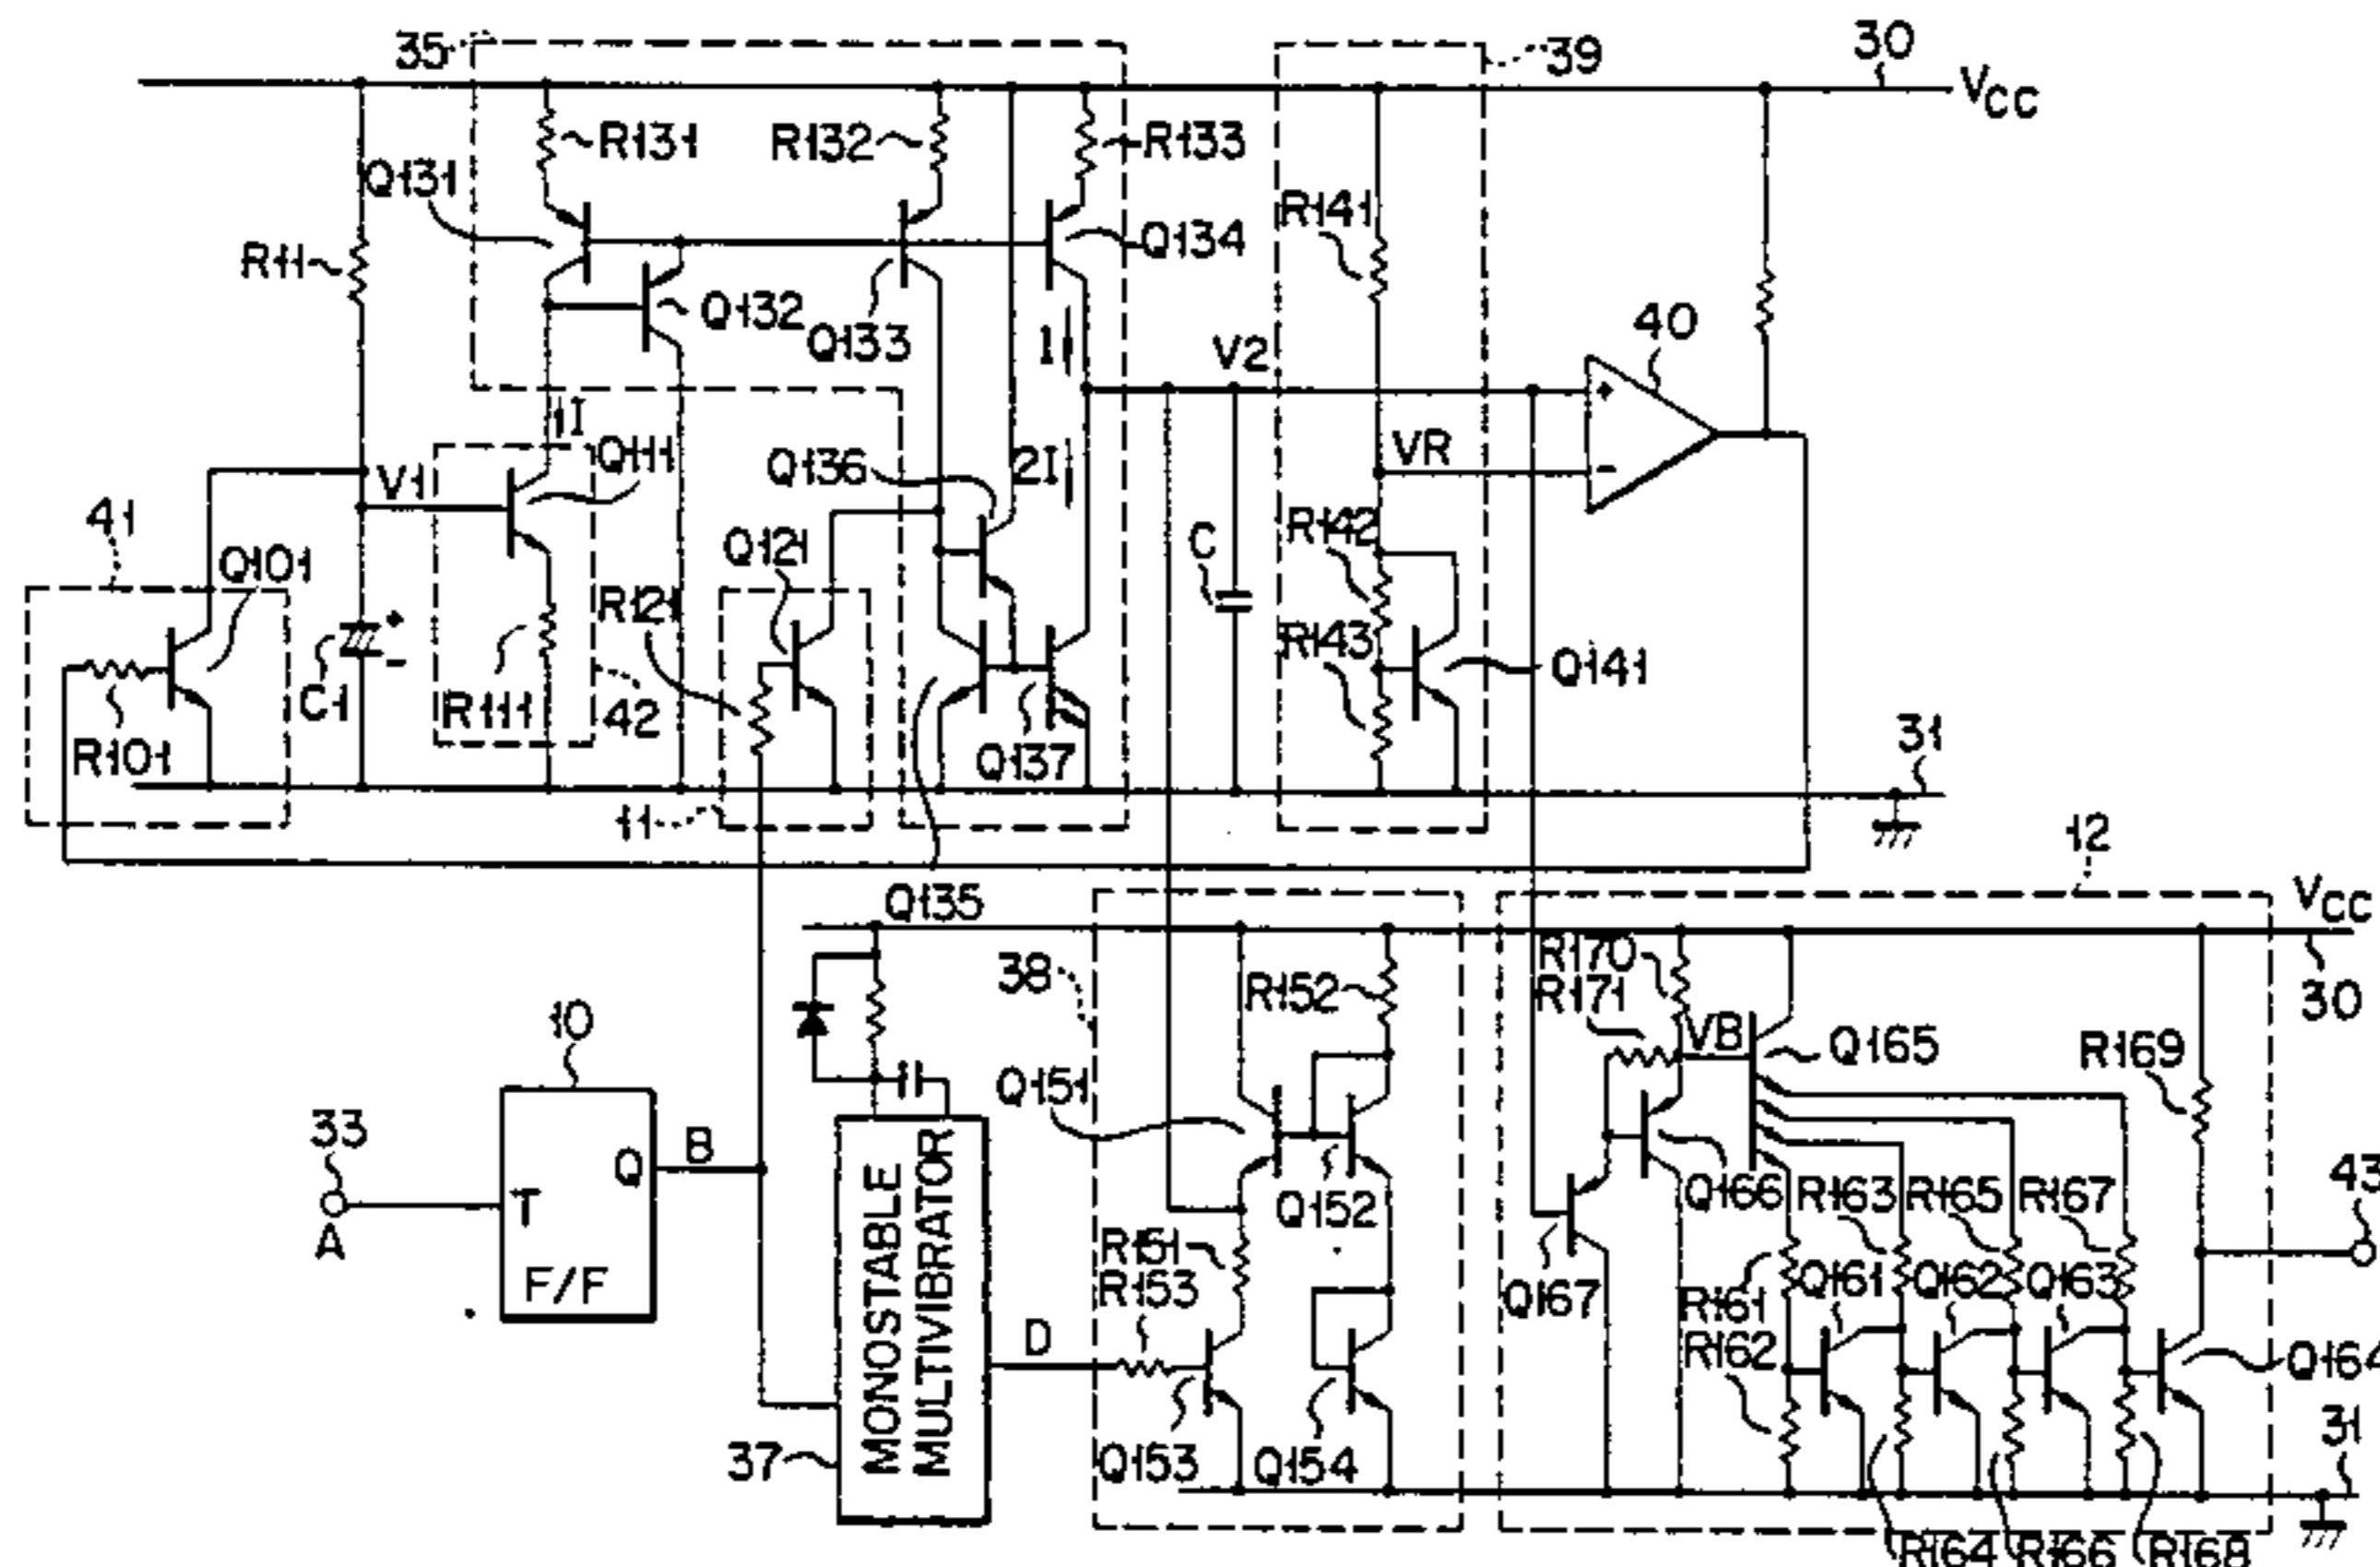 35
39
30
VCC
R131
R132
R133
Q131
R141
Q134
R11
Q132
Q133
40
I
V2
+
I
Q111
Q136
2I
VR
-
V1
41
R142
C
Q121
Q101
R121
+
R143
Q141
C1
-
R111
42
R101
Q137
31
11
12
Q135
VCC
38
R170
R152
R171
30
10
VB
Q165
R169
Q151
33
B
Q
43
T
Q152
Q166
R163
R165
R167
A
R151
F/F
R153
Q161
Q162
Q163
Q167
R161
D
R162
Q164
MONOSTABLE
MULTIVIBRATOR
31
37
Q153
Q154
R164
R166
R168